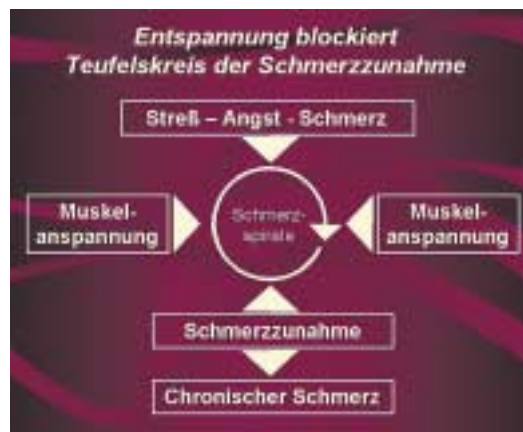 Entspannung blockiert
Teufelskreis der Schmerzzunahme
Streß – Angst - Schmerz
Muskel-
anspannung
Schmerz-
spirale
Muskel-
anspannung
Schmerzzunahme
Chronischer Schmerz